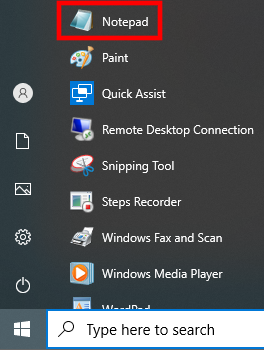 Notepad
Paint
Quick Assist
Remote Desktop Connection
Snipping Tool
Steps Recorder
Windows Fax and Scan
Windows Media Player
WordPad
Type here to search